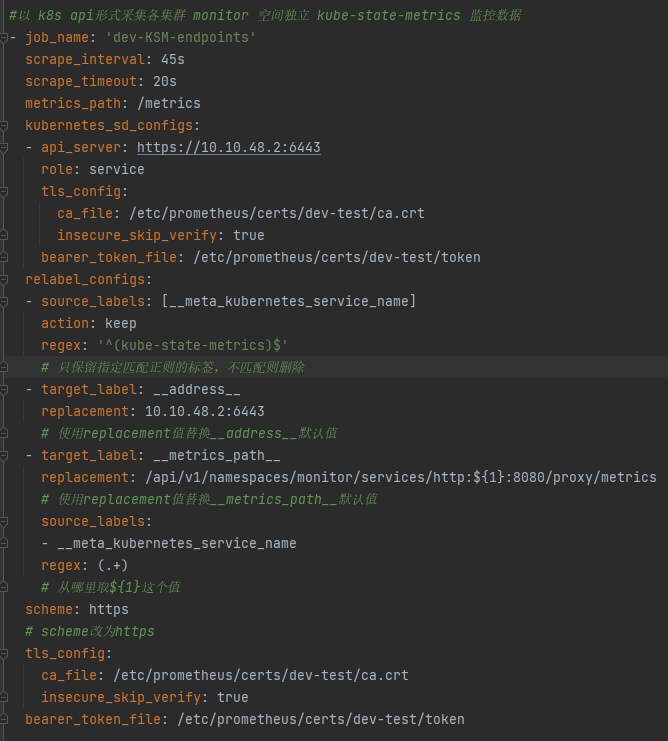 #以 k8s api形式采集各集群 monitor 空间独立 kube-state-metrics 监控数据
- job_name: 'dev-KSM-endpoints'
  scrape_interval: 45s
  scrape_timeout: 20s
  metrics_path: /metrics
  kubernetes_sd_configs:
  - api_server: https://10.10.48.2:6443
    role: service
    tls_config:
      ca_file: /etc/prometheus/certs/dev-test/ca.crt
      insecure_skip_verify: true
    bearer_token_file: /etc/prometheus/certs/dev-test/token
  relabel_configs:
  - source_labels: [__meta_kubernetes_service_name]
    action: keep
    regex: '^(kube-state-metrics)$'
    # 只保留指定匹配正则的标签，不匹配则删除
  - target_label: __address__
    replacement: 10.10.48.2:6443
    # 使用replacement值替换__address__默认值
  - target_label: __metrics_path__
    replacement: /api/v1/namespaces/monitor/services/http:${1}:8080/proxy/metrics
    # 使用replacement值替换__metrics_path__默认值
    source_labels:
    - __meta_kubernetes_service_name
    regex: (.+)
    # 从哪里取${1}这个值
  scheme: https
  # scheme改为https
  tls_config:
    ca_file: /etc/prometheus/certs/dev-test/ca.crt
    insecure_skip_verify: true
  bearer_token_file: /etc/prometheus/certs/dev-test/token